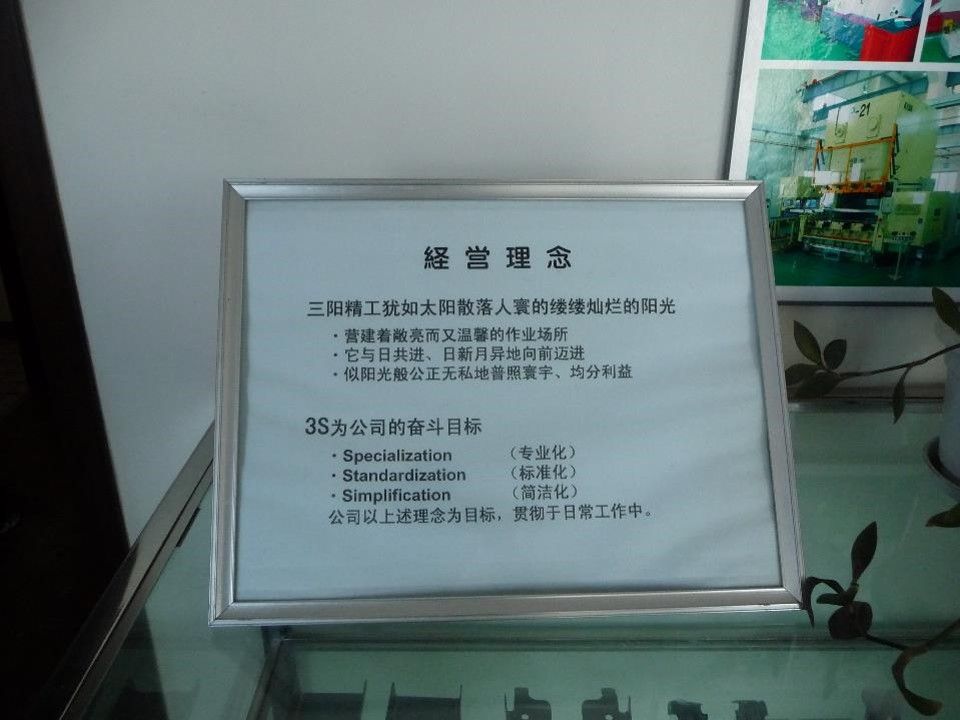 -21
経営理念
三阳精工犹如太阳散落人寰的缕缕灿烂的阳光
・营建着敞亮而又温馨的作业场所
・它与日共进、日新月异地向前迈进
・似阳光般公正无私地普照寰宇、均分利益
3S为公司的奋斗目标
・Specialization （专业化）
・Standardization （标准化）
・Simplification （简洁化）
公司以上述理念为目标，贯彻于日常工作中。